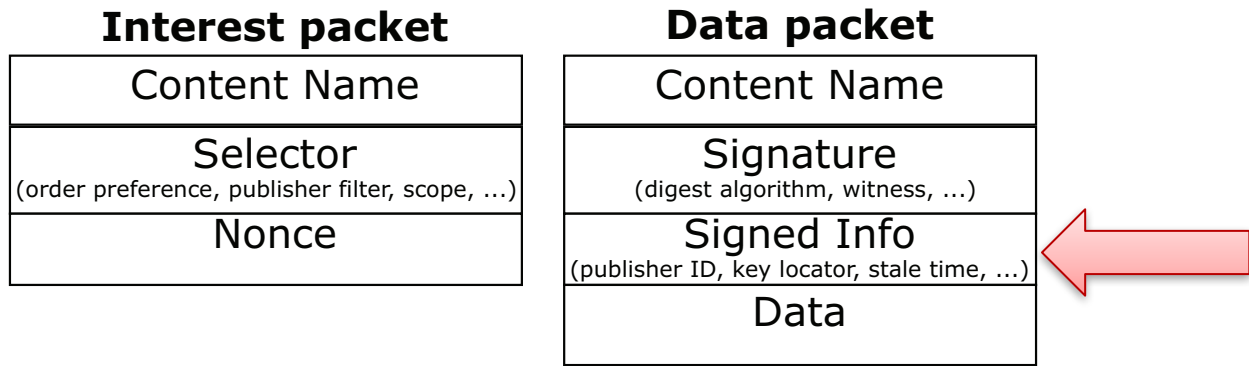 Interest packet
Content Name
Selector
(order preference, publisher filter, scope, ...)
Nonce
Data packet
Content Name
Signature
(digest algorithm, witness, ...)
Signed Info
(publisher ID, key locator, stale time, ...)
Data